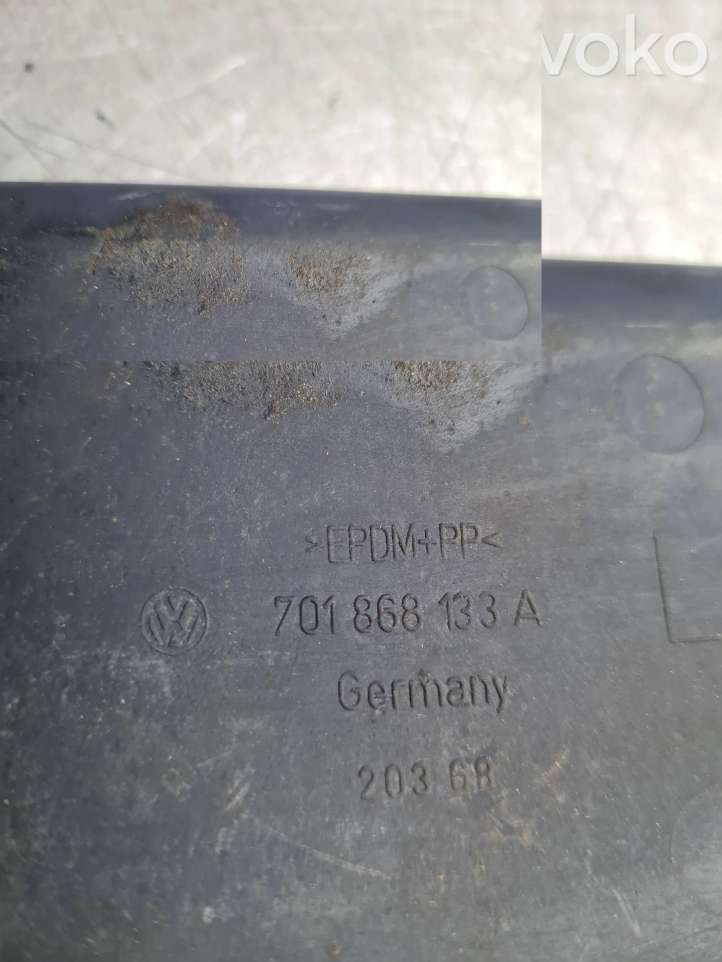 voko
>EPDM+PP<
701 868 133 A
Germany
203 68